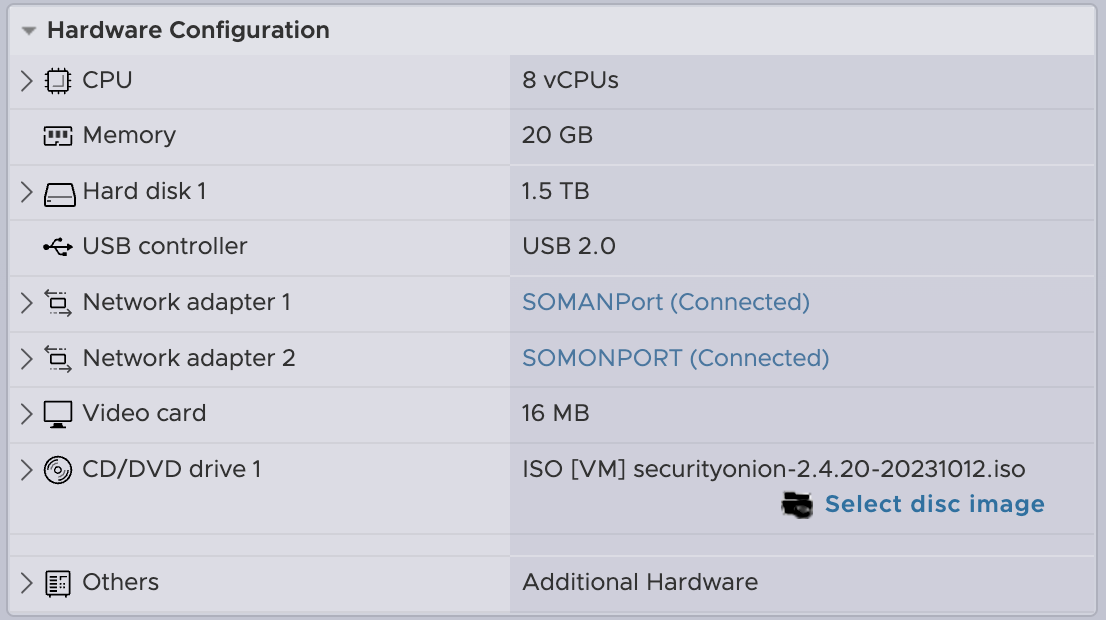 Hardware Configuration
CPU 8 vCPUs
Memory 20 GB
Hard disk 1 1.5 TB
USB controller USB 2.0
Network adapter 1 SOMANPort (Connected)
Network adapter 2 SOMONPORT (Connected)
Video card 16 MB
CD/DVD drive 1 ISO [VM] securityonion-2.4.20-20231012.iso
Select disc image
Others Additional Hardware